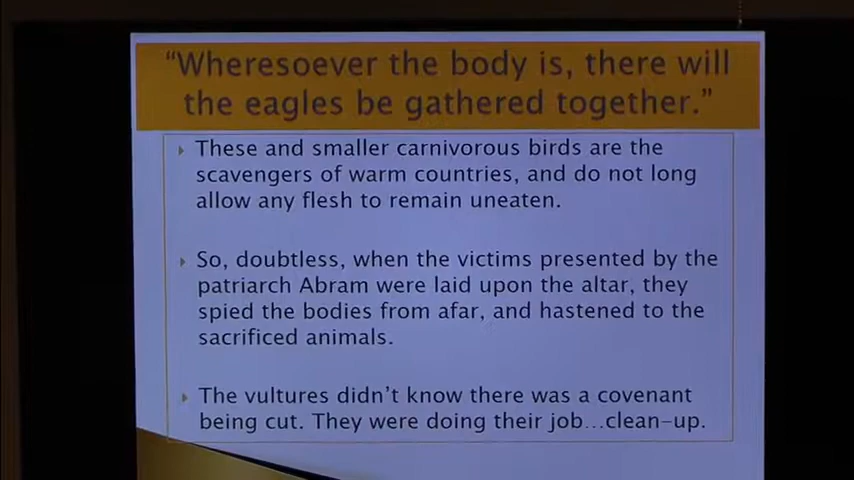 “Wheresoever the body is, there will
the eagles be gathered together.”
These and smaller carnivorous birds are the
scavengers of warm countries, and do not long
allow any flesh to remain uneaten.
So, doubtless, when the victims presented by the
patriarch Abram were laid upon the altar, they
spied the bodies from afar, and hastened to the
sacrificed animals.
The vultures didn’t know there was a covenant
being cut. They were doing their job…clean-up.